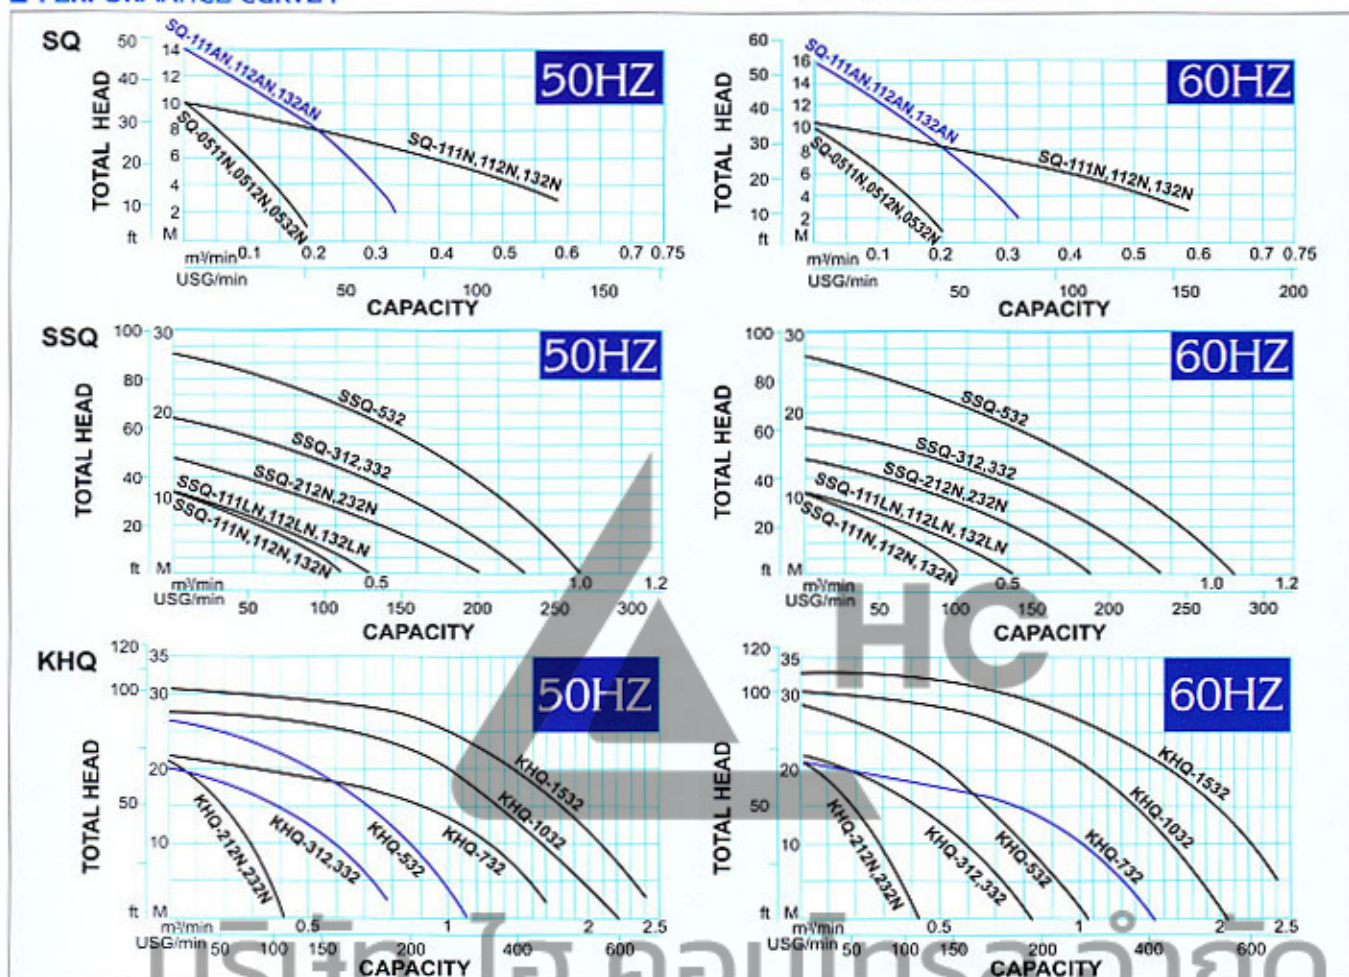 PERFORMANCE CURVE
SQ
50HZ
TOTAL HEAD
50
40
30
20
10
ft
14
12
10
8
6
4
2
M
SQ-111AN,112AN,132AN
SQ-111N,112N,132N
SQ-0511N,0512N,0532N
m³/min 0.1 0.2 0.3 0.4 0.5 0.6 0.7 0.75
USG/min 50 100 150
CAPACITY
60HZ
TOTAL HEAD
60
50
40
30
20
10
ft
16
14
12
10
8
6
4
2
M
SQ-111AN,112AN,132AN
SQ-111N,112N,132N
SQ-0511N,0512N,0532N
m³/min 0.1 0.2 0.3 0.4 0.5 0.6 0.7 0.75
USG/min 50 100 150 200
CAPACITY
SSQ
50HZ
TOTAL HEAD
100
80
60
40
20
ft
30
20
10
M
SSQ-532
SSQ-312,332
SSQ-212N,232N
SSQ-111LN,112LN,132LN
SSQ-111N,112N,132N
m³/min 0.5 1.0 1.2
USG/min 50 100 150 200 250 300
CAPACITY
60HZ
TOTAL HEAD
100
80
60
40
20
ft
30
20
10
M
SSQ-532
SSQ-312,332
SSQ-212N,232N
SSQ-111LN,112LN,132LN
SSQ-111N,112N,132N
m³/min 0.5 1.0 1.2
USG/min 50 100 150 200 250 300
CAPACITY
HC
KHQ
50HZ
TOTAL HEAD
120
100
50
ft
35
30
20
10
M
KHQ-1532
KHQ-1032
KHQ-732
KHQ-532
KHQ-312,332
KHQ-212N,232N
m³/min 0.5 1 2 2.5
USG/min 50 100 150 200 400 600
CAPACITY
60HZ
TOTAL HEAD
120
100
50
ft
35
30
20
10
M
KHQ-1532
KHQ-1032
KHQ-732
KHQ-532
KHQ-312,332
KHQ-212N,232N
m³/min 0.5 1 2 2.5
USG/min 50 100 150 200 400 600
CAPACITY